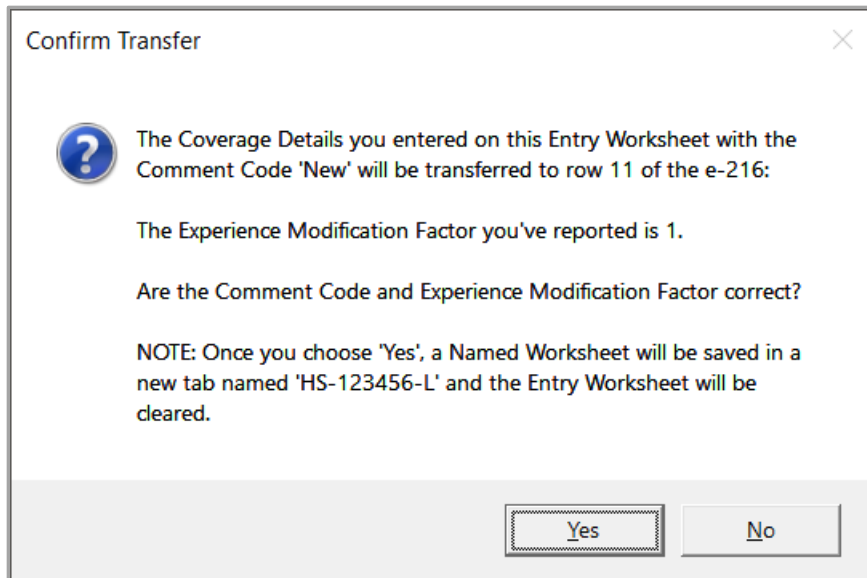 Confirm Transfer
The Coverage Details you entered on this Entry Worksheet with the
Comment Code 'New' will be transferred to row 11 of the e-216:
The Experience Modification Factor you've reported is 1.
Are the Comment Code and Experience Modification Factor correct?
NOTE: Once you choose 'Yes', a Named Worksheet will be saved in a
new tab named 'HS-123456-L' and the Entry Worksheet will be
cleared.
Yes
No